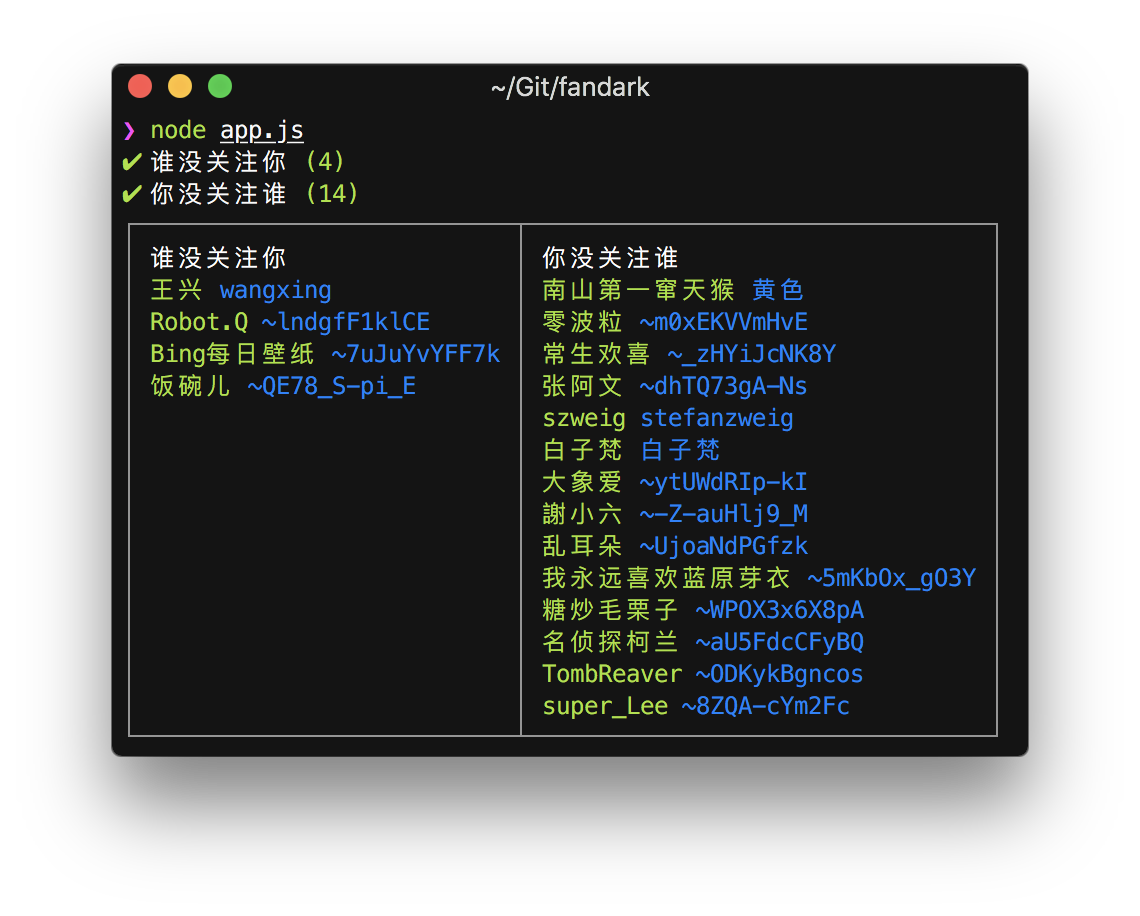 ~/Git/fandark
❯ node app.js
✔ 谁没关注你 (4)
✔ 你没关注谁 (14)
谁没关注你
王兴 wangxing
Robot.Q ~lndgfF1klCE
Bing每日壁纸 ~7uJuYvYFF7k
饭碗儿 ~QE78_S-pi_E
你没关注谁
南山第一窜天猴 黄色
零波粒 ~m0xEKVVmHvE
常生欢喜 ~_zHYiJcNK8Y
张阿文 ~dhTQ73gA-Ns
szweig stefanzweig
白子梵 白子梵
大象爱 ~ytUWdRIp-kI
謝小六 ~-Z-auHlj9_M
乱耳朵 ~UjoaNdPGfzk
我永远喜欢蓝原芽衣 ~5mKbOx_gO3Y
糖炒毛栗子 ~WPOX3x6X8pA
名侦探柯兰 ~aU5FdcCFyBQ
TombReaver ~ODKykBgncos
super_Lee ~8ZQA-cYm2Fc